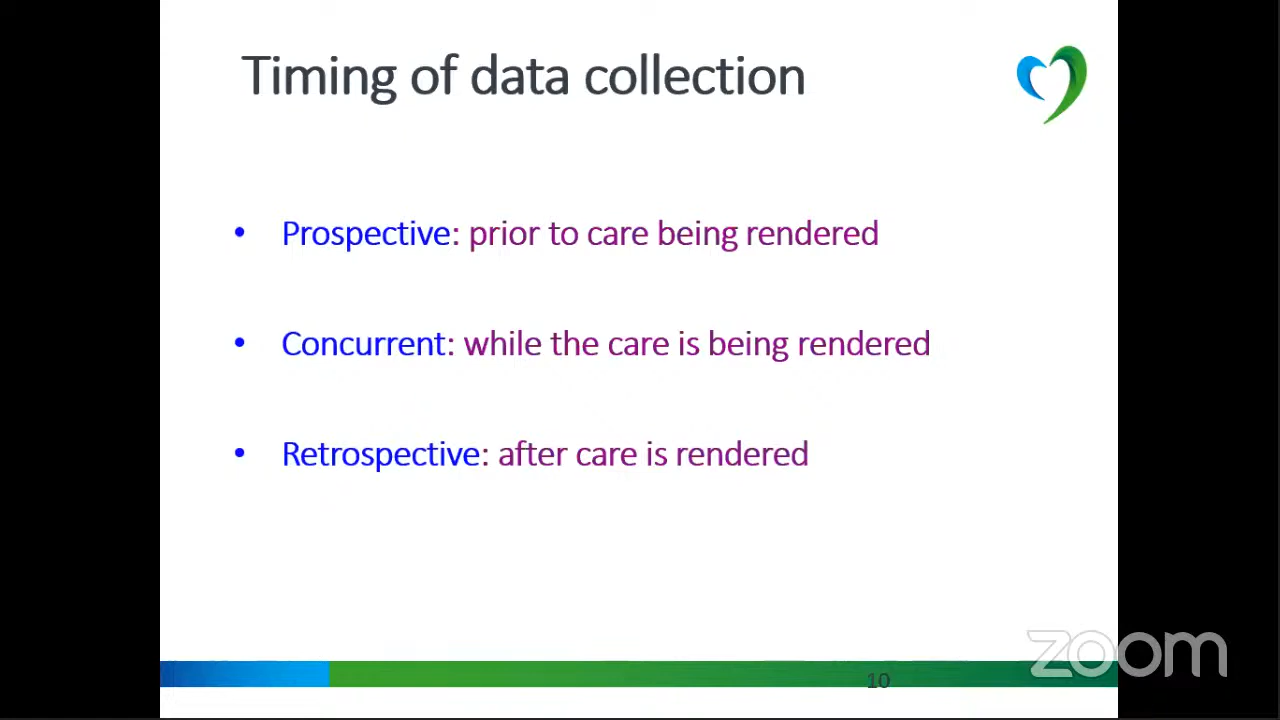 Timing of data collection
• Prospective: prior to care being rendered
• Concurrent: while the care is being rendered
• Retrospective: after care is rendered
zoom
10